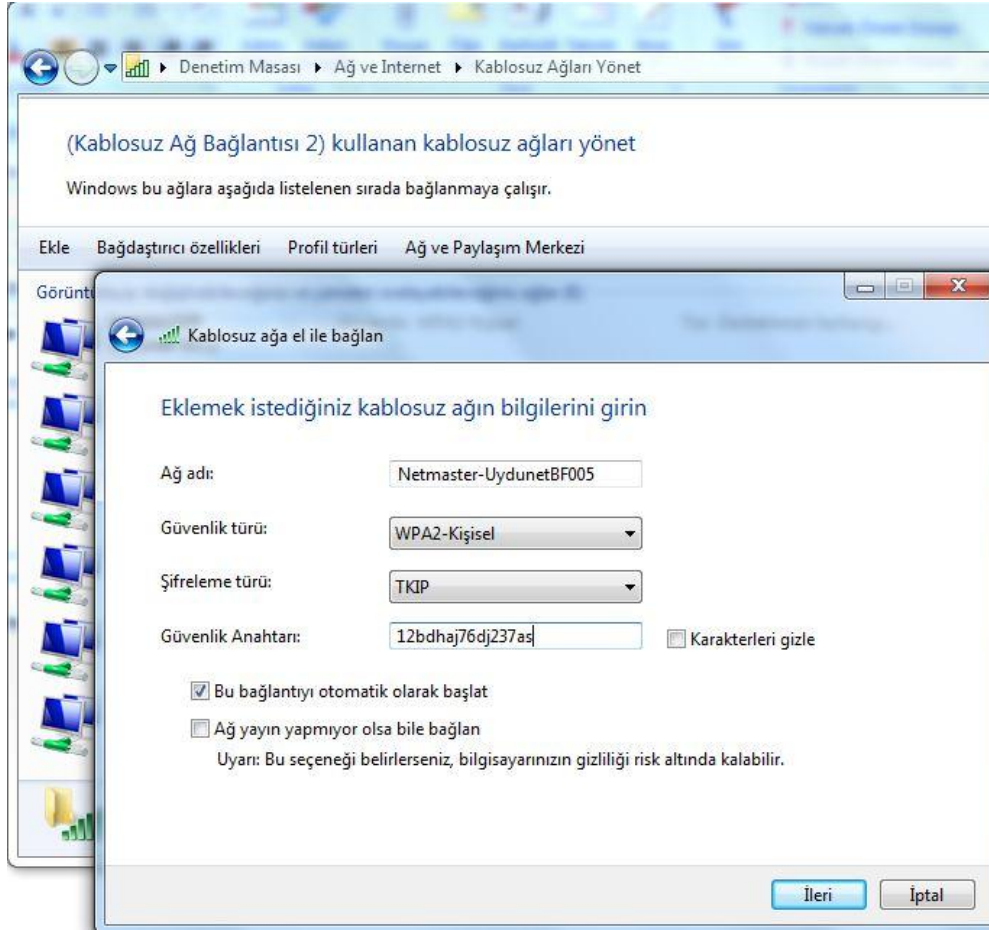 Denetim Masası ▸ Ağ ve Internet ▸ Kablosuz Ağları Yönet
(Kablosuz Ağ Bağlantısı 2) kullanan kablosuz ağları yönet
Windows bu ağlara aşağıda listelenen sırada bağlanmaya çalışır.
Ekle Bağdaştırıcı özellikleri Profil türleri Ağ ve Paylaşım Merkezi
Kablosuz ağa el ile bağlan
Eklemek istediğiniz kablosuz ağın bilgilerini girin
Ağ adı: Netmaster-UydunetBF005
Güvenlik türü: WPA2-Kişisel
Şifreleme türü: TKIP
Güvenlik Anahtarı: 12bdhaj76dj237as Karakterleri gizle
Bu bağlantıyı otomatik olarak başlat
Ağ yayın yapmıyor olsa bile bağlan
Uyarı: Bu seçeneği belirlerseniz, bilgisayarınızın gizliliği risk altında kalabilir.
İleri İptal